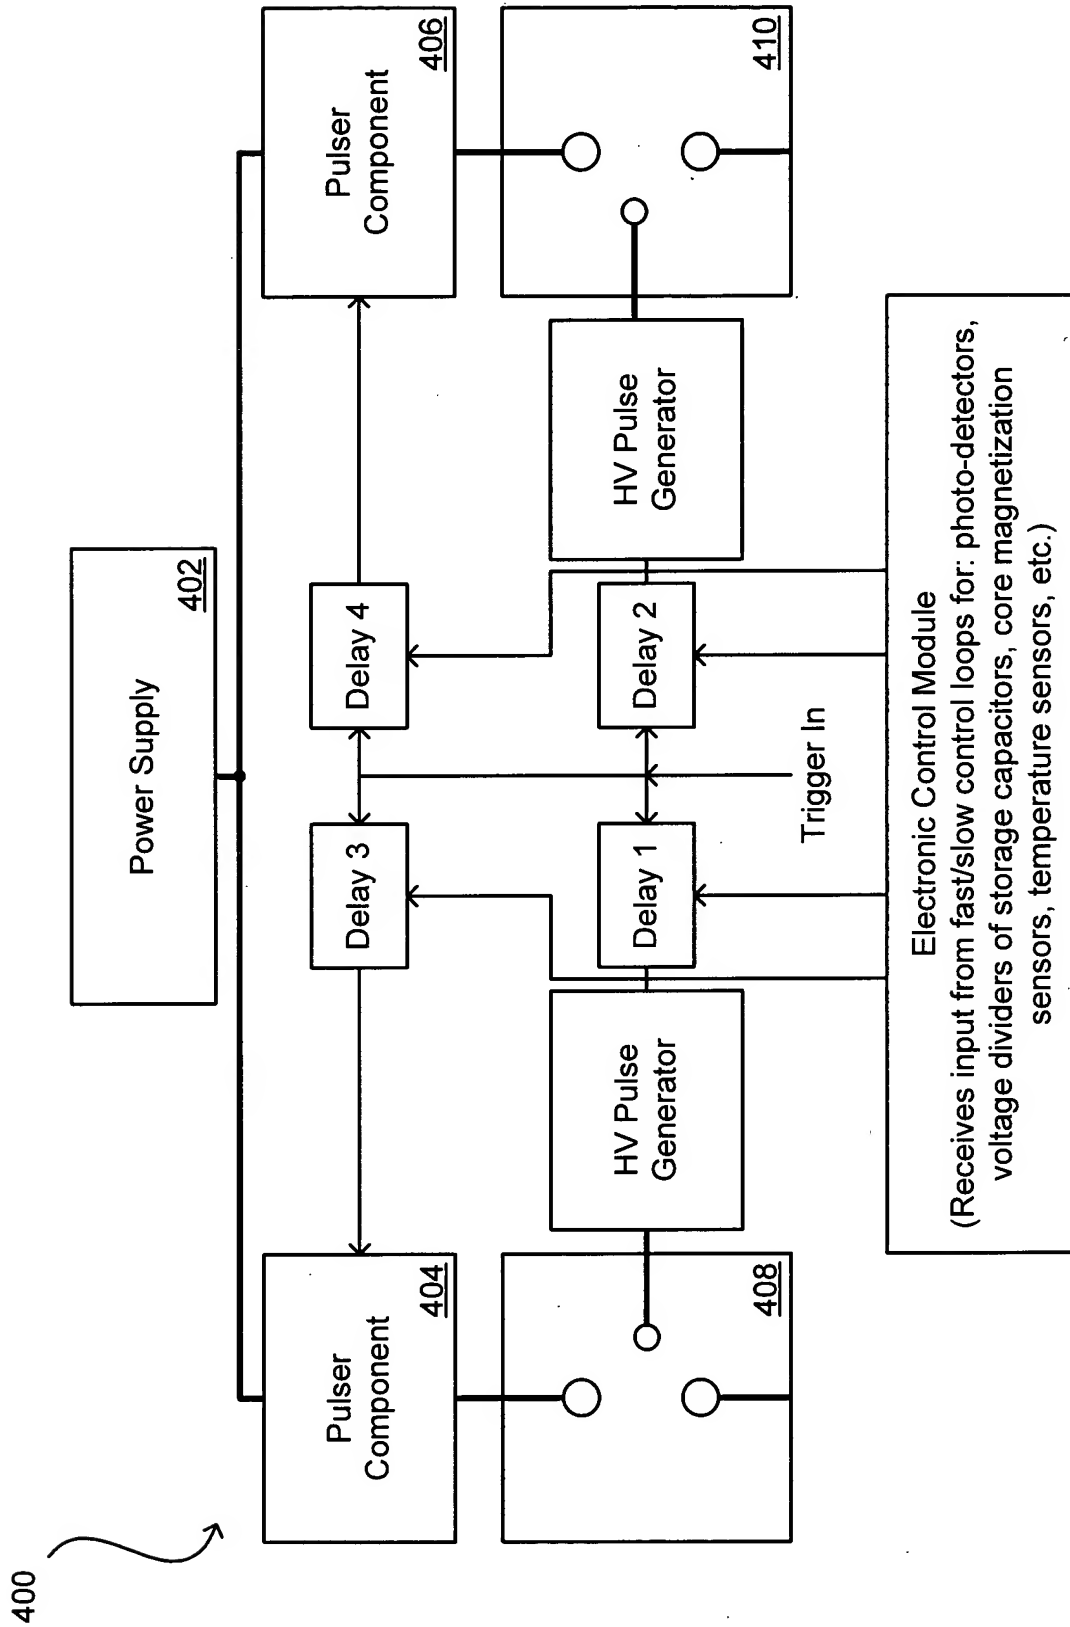 400
Power Supply
402
Pulser
Component
404
Delay 3
Delay 4
Pulser
Component
406
408
HV Pulse
Generator
Delay 1
Delay 2
HV Pulse
Generator
410
Trigger In
Electronic Control Module
(Receives input from fast/slow control loops for: photo-detectors,
voltage dividers of storage capacitors, core magnetization
sensors, temperature sensors, etc.)